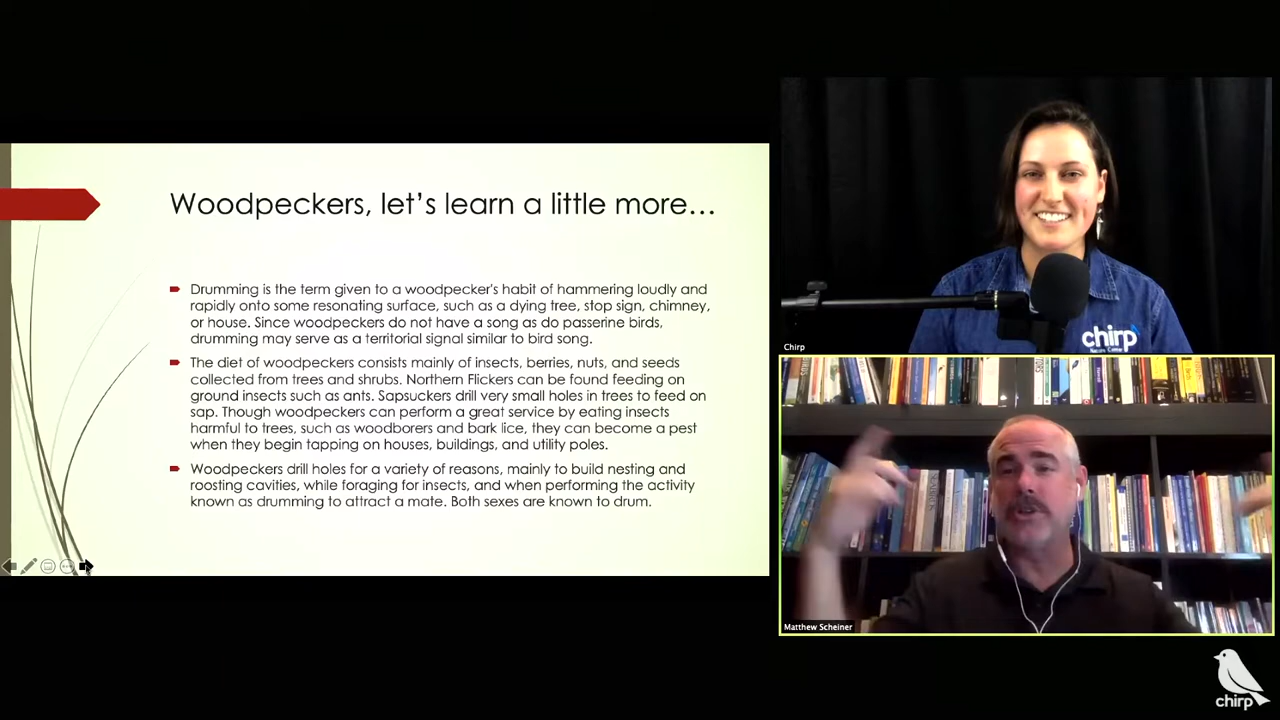 Woodpeckers, let's learn a little more…
Drumming is the term given to a woodpecker's habit of hammering loudly and
rapidly onto some resonating surface, such as a dying tree, stop sign, chimney,
or house. Since woodpeckers do not have a song as do passerine birds,
drumming may serve as a territorial signal similar to bird song.
The diet of woodpeckers consists mainly of insects, berries, nuts, and seeds
collected from trees and shrubs. Northern Flickers can be found feeding on
ground insects such as ants. Sapsuckers drill very small holes in trees to feed on
sap. Though woodpeckers can perform a great service by eating insects
harmful to trees, such as woodborers and bark lice, they can become a pest
when they begin tapping on houses, buildings, and utility poles.
Woodpeckers drill holes for a variety of reasons, mainly to build nesting and
roosting cavities, while foraging for insects, and when performing the activity
known as drumming to attract a mate. Both sexes are known to drum.
chirp
Nature Center
Chirp
Matthew Scheiner
chirp